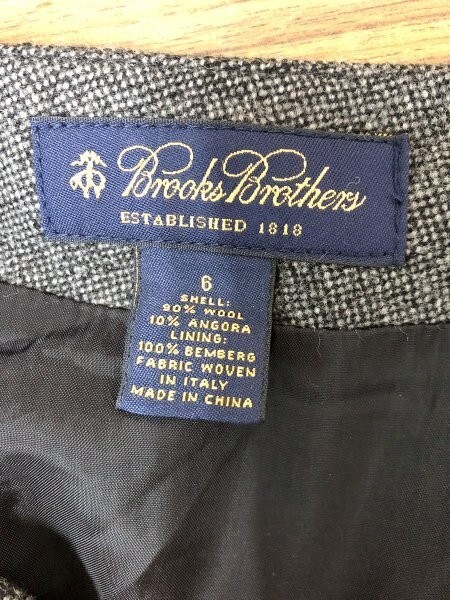 Brooks Brothers
ESTABLISHED 1818
6
SHELL:
90% WOOL
10% ANGORA
LINING:
100% BEMBERG
FABRIC WOVEN
IN ITALY
MADE IN CHINA